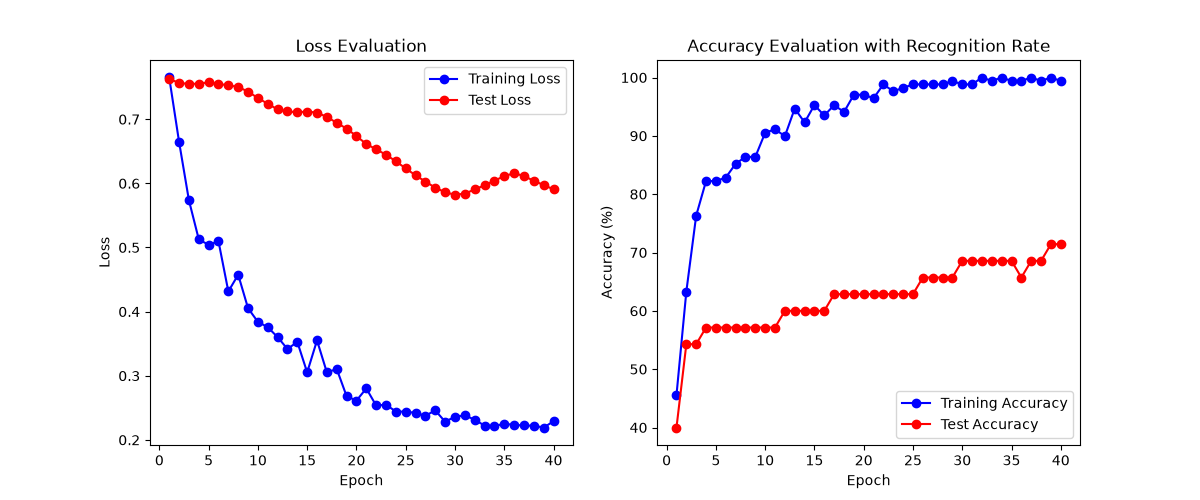 Loss Evaluation
Training Loss
Test Loss
0.7
0.6
0.5
0.4
0.3
0.2
Loss
0 5 10 15 20 25 30 35 40
Epoch
Accuracy Evaluation with Recognition Rate
100
90
80
70
60
50
40
Accuracy (%)
Training Accuracy
Test Accuracy
0 5 10 15 20 25 30 35 40
Epoch